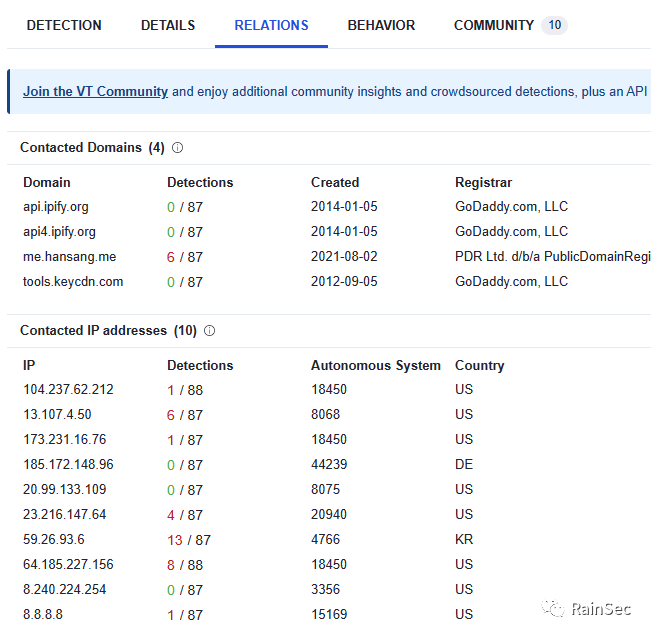 DETECTION DETAILS RELATIONS BEHAVIOR COMMUNITY 10
Join the VT Community and enjoy additional community insights and crowdsourced detections, plus an API
Contacted Domains (4)
Domain Detections Created Registrar
api.ipify.org 0 / 87 2014-01-05 GoDaddy.com, LLC
api4.ipify.org 0 / 87 2014-01-05 GoDaddy.com, LLC
me.hansang.me 6 / 87 2021-08-02 PDR Ltd. d/b/a PublicDomainRegi
tools.keycdn.com 0 / 87 2012-09-05 GoDaddy.com, LLC
Contacted IP addresses (10)
IP Detections Autonomous System Country
104.237.62.212 1 / 88 18450 US
13.107.4.50 6 / 87 8068 US
173.231.16.76 1 / 87 18450 US
185.172.148.96 0 / 87 44239 DE
20.99.133.109 0 / 87 8075 US
23.216.147.64 4 / 87 20940 US
59.26.93.6 13 / 87 4766 KR
64.185.227.156 8 / 88 18450 US
8.240.224.254 0 / 87 3356 US
8.8.8.8 1 / 87 15169 US
RainSec